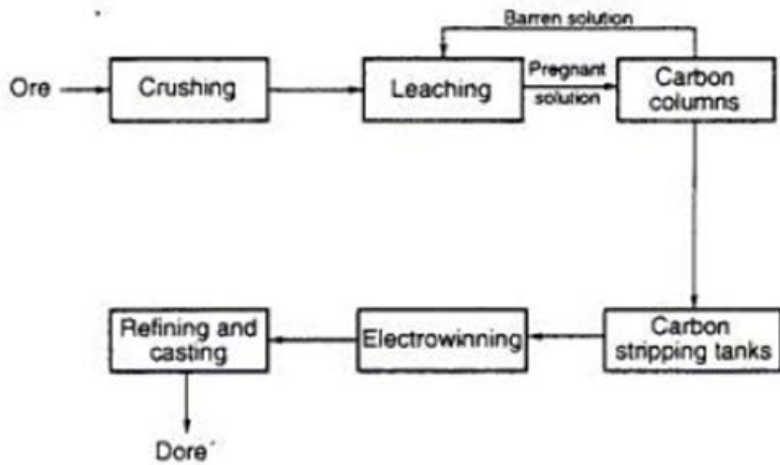 Barren solution
Ore
Crushing
Leaching
Pregnant
solution
Carbon
columns
Refining and
casting
Electrowinning
Carbon
stripping tanks
Dore´